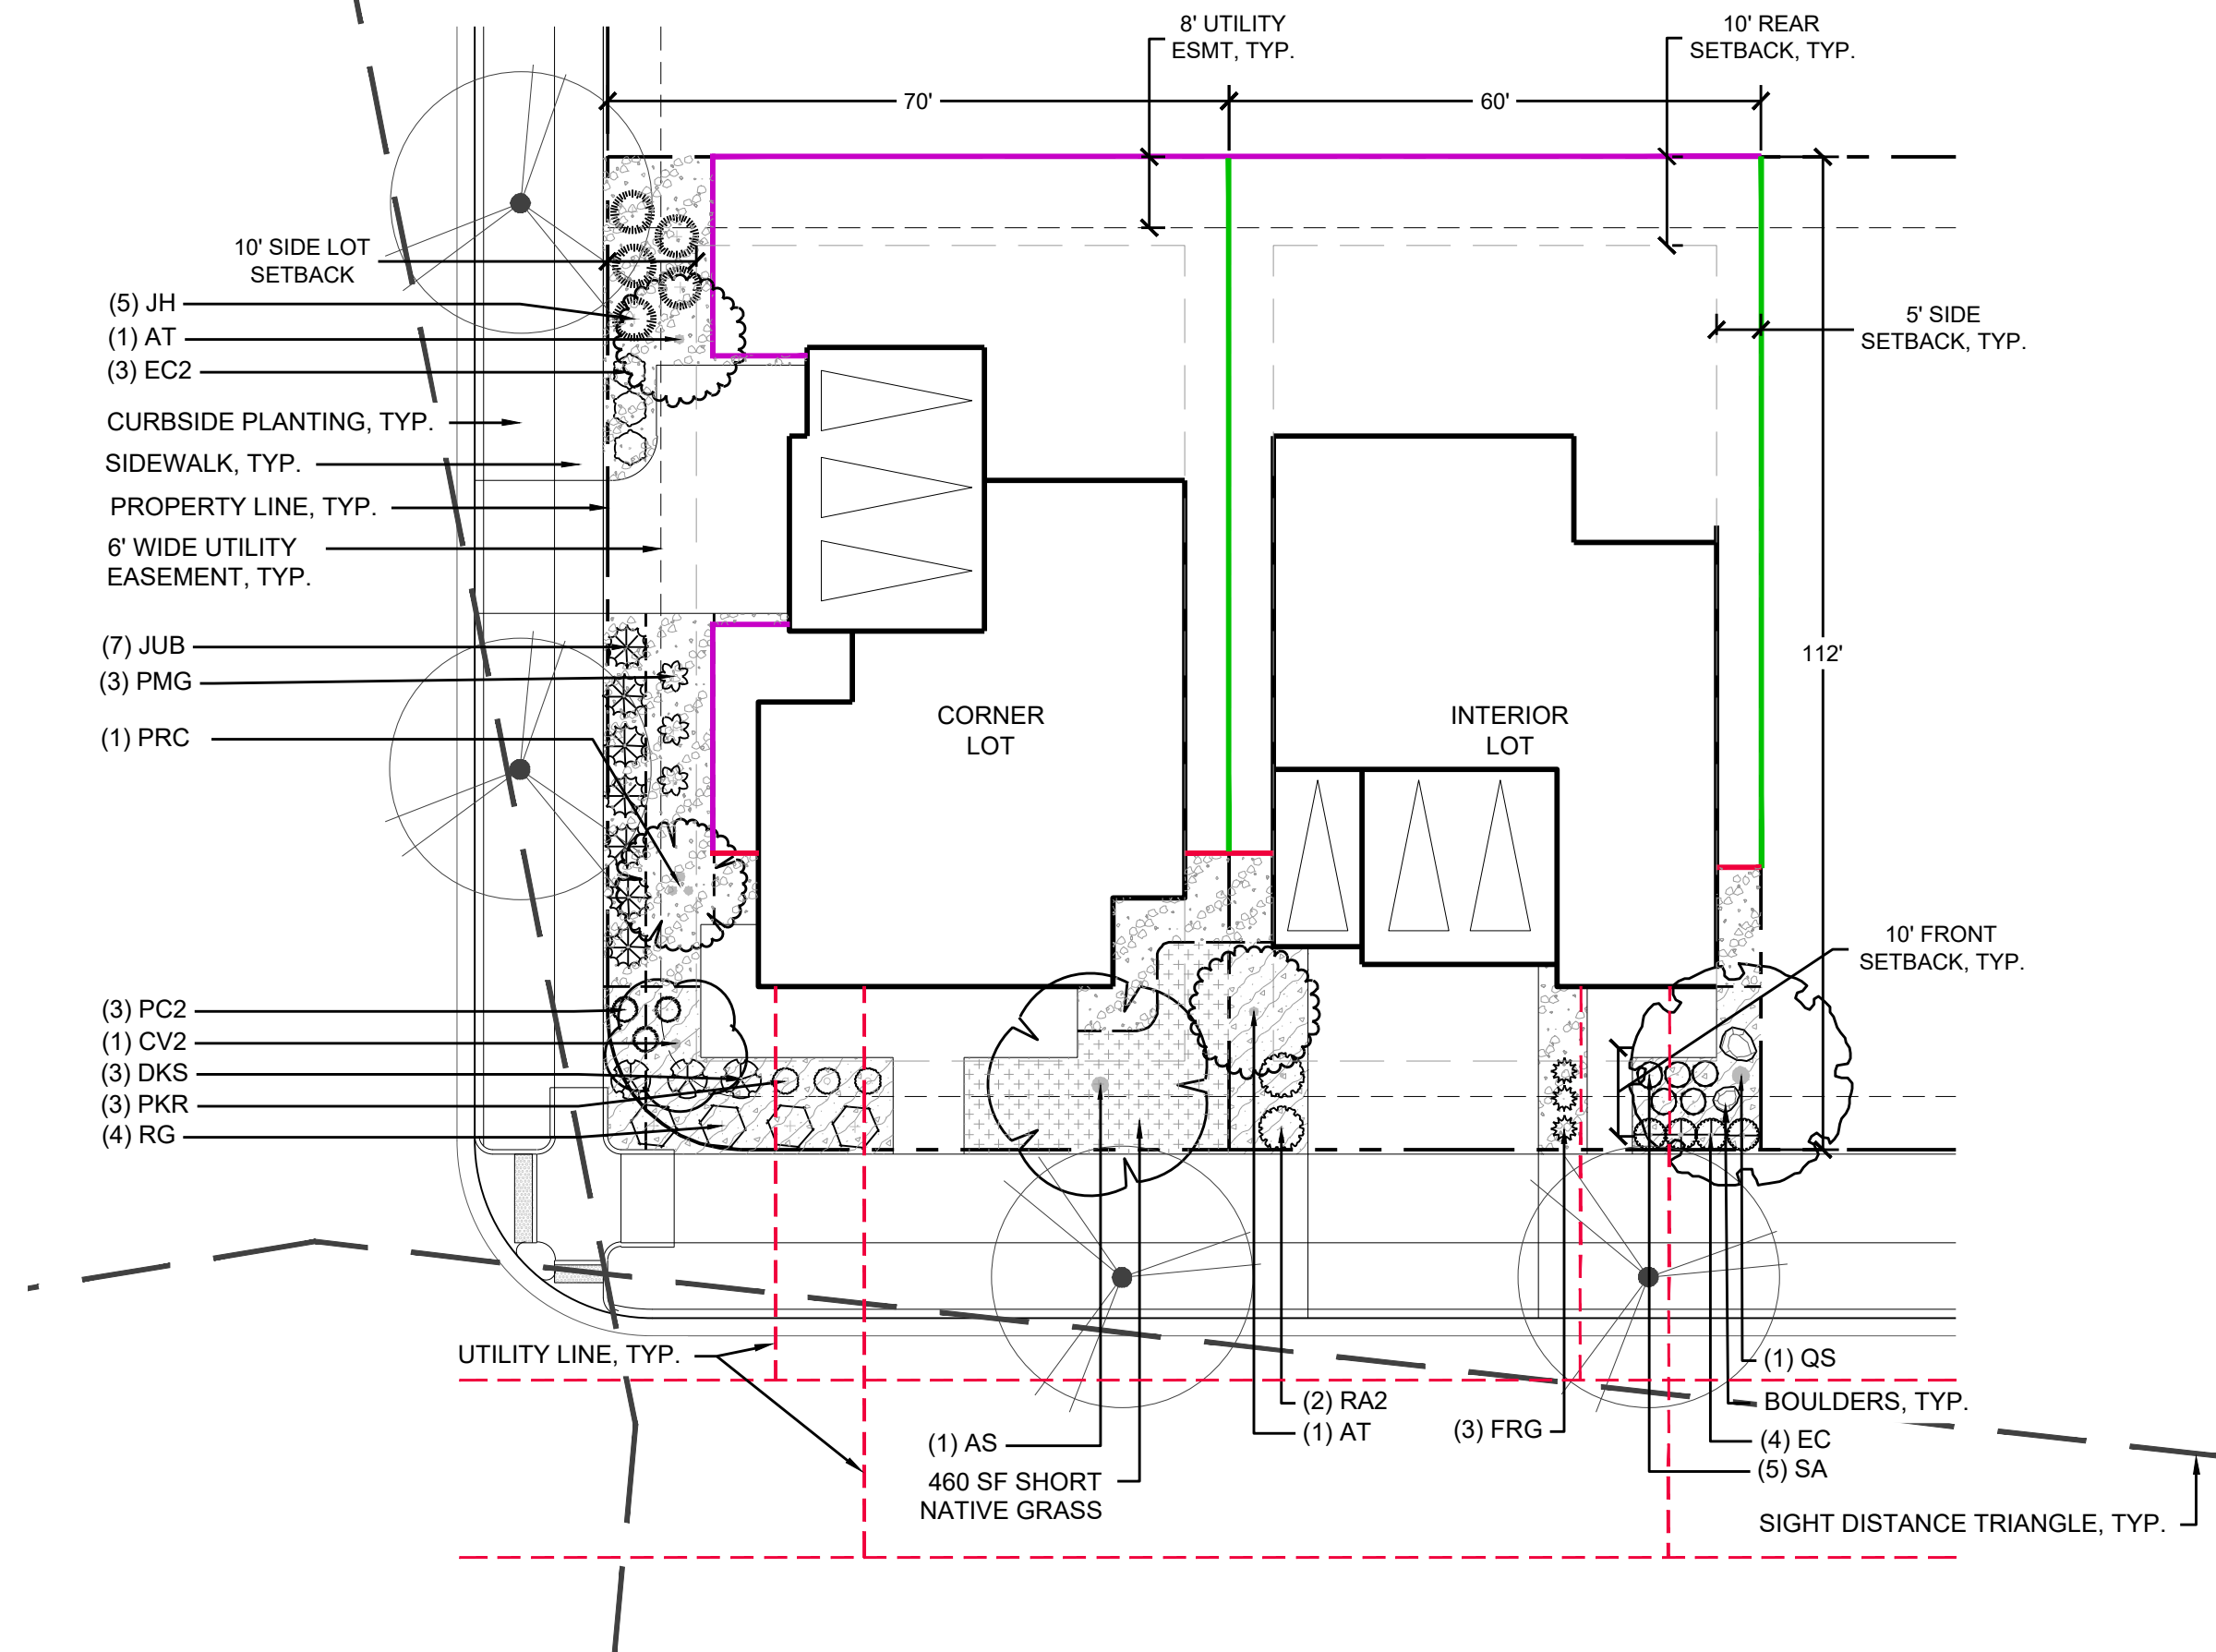 8' UTILITY
ESMT, TYP.
10' REAR
SETBACK, TYP.
70'
60'
10' SIDE LOT
SETBACK
(5) JH
(1) AT
(3) EC2
5' SIDE
SETBACK, TYP.
CURBSIDE PLANTING, TYP.
SIDEWALK, TYP.
PROPERTY LINE, TYP.
6' WIDE UTILITY
EASEMENT, TYP.
(7) JUB
(3) PMG
(1) PRC
112'
CORNER
LOT
INTERIOR
LOT
10' FRONT
SETBACK, TYP.
(3) PC2
(1) CV2
(3) DKS
(3) PKR
(4) RG
UTILITY LINE, TYP.
(1) QS
(2) RA2
BOULDERS, TYP.
(1) AT
(3) FRG
(1) AS
(4) EC
(5) SA
460 SF SHORT
NATIVE GRASS
SIGHT DISTANCE TRIANGLE, TYP.